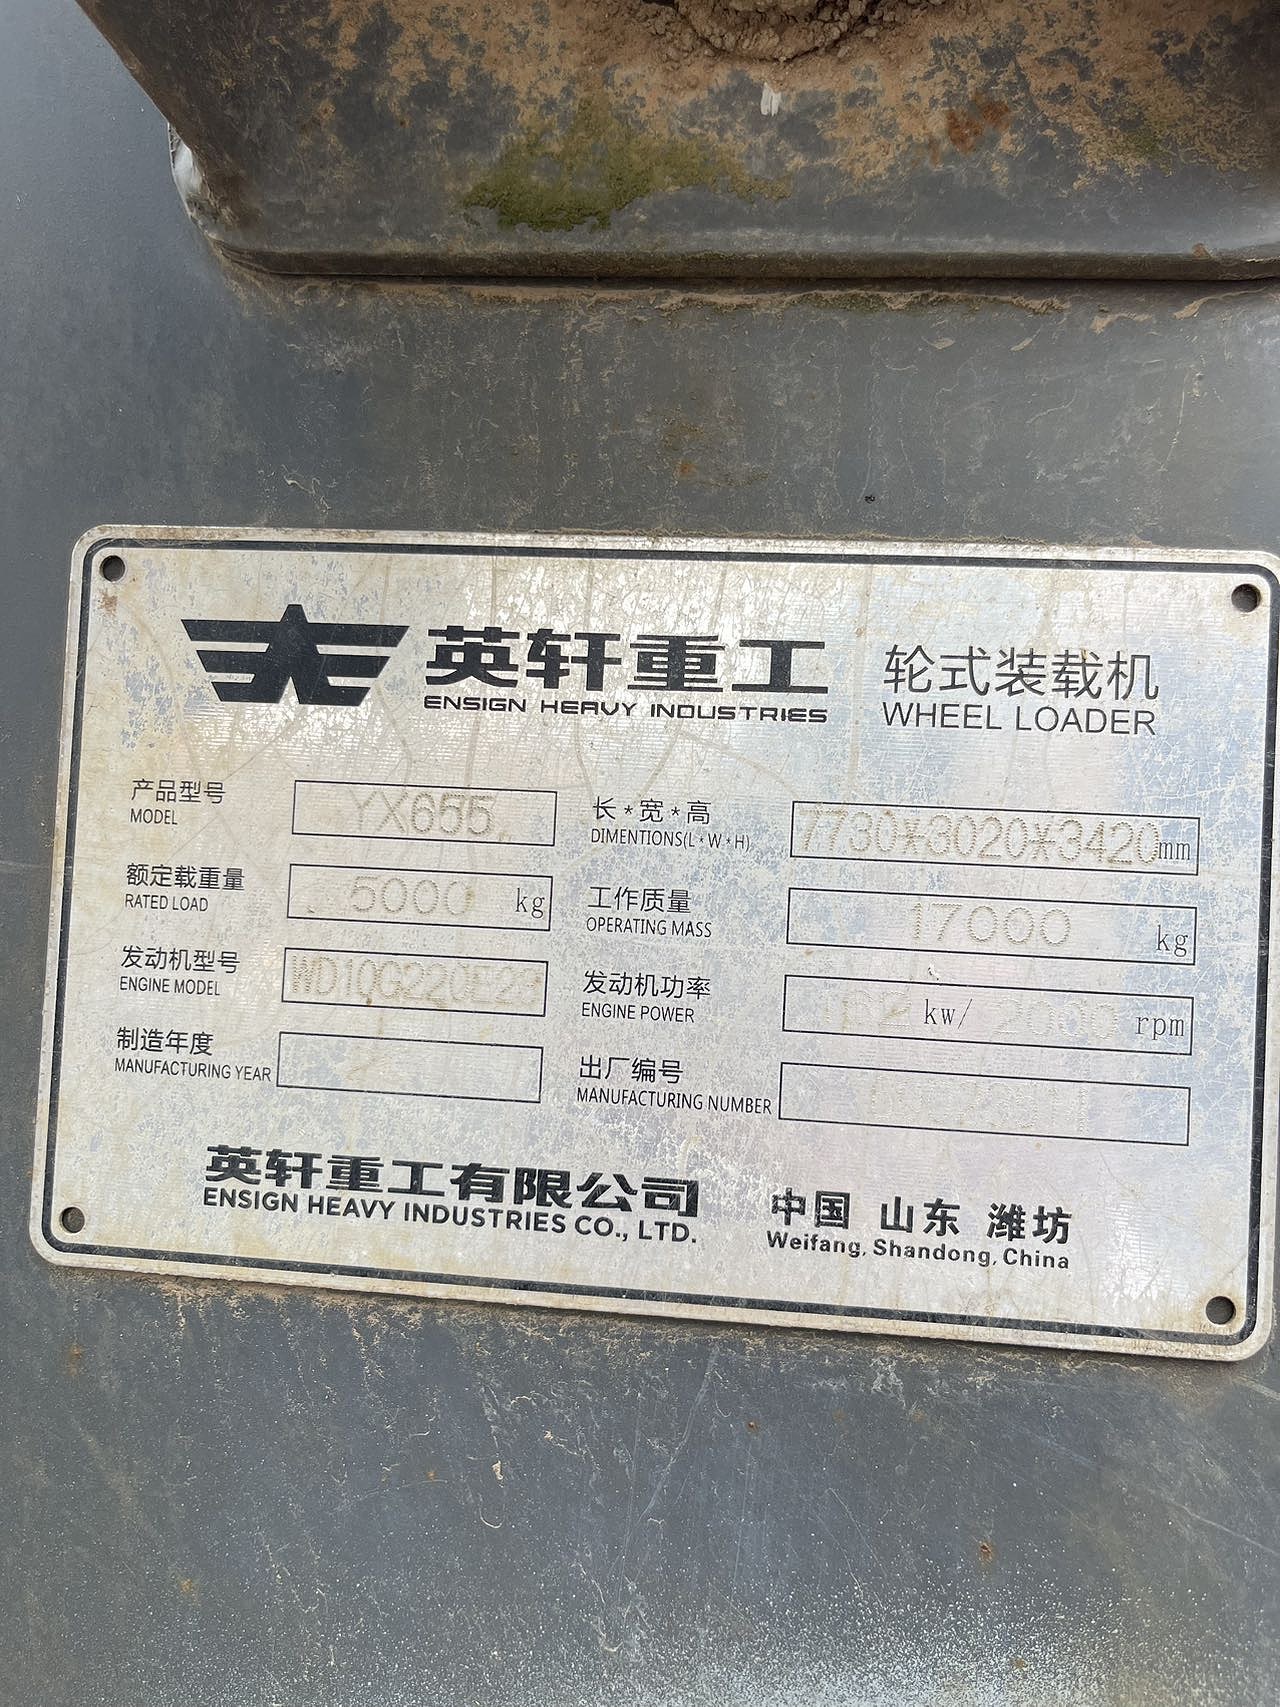 英轩重工
ENSIGN HEAVY INDUSTRIES
轮式装载机
WHEEL LOADER
产品型号
MODEL
YX655
长*宽*高
DIMENTIONS(L*W*H)
7730*3020*3420mm
额定载重量
RATED LOAD
5000 kg
工作质量
OPERATING MASS
17000 kg
发动机型号
ENGINE MODEL
WD10G220E23
发动机功率
ENGINE POWER
kw/ rpm
制造年度
MANUFACTURING YEAR
出厂编号
MANUFACTURING NUMBER
英轩重工有限公司
ENSIGN HEAVY INDUSTRIES CO., LTD.
中国 山东 潍坊
Weifang, Shandong, China